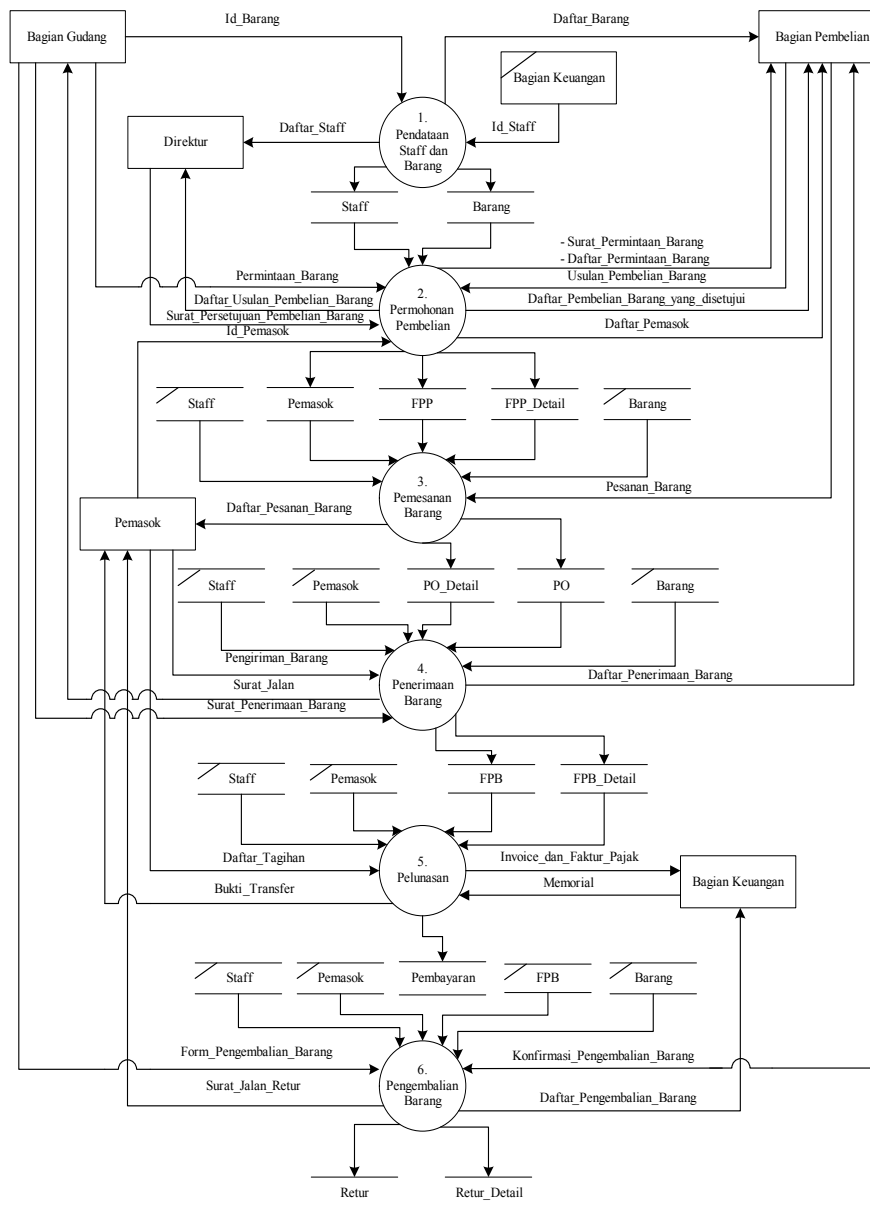 Id_Barang
Daftar_Barang
Bagian Gudang
Bagian Pembelian
Bagian Keuangan
1.
Pendataan
Staff dan
Barang
Daftar_Staff
Id_Staff
Direktur
Staff
Barang
- Surat_Permintaan_Barang
- Daftar_Permintaan_Barang
Permintaan_Barang
Usulan_Pembelian_Barang
2.
Permohonan
Pembelian
Daftar_Usulan_Pembelian_Barang
Daftar_Pembelian_Barang_yang_disetujui
Surat_Persetujuan_Pembelian_Barang
Id_Pemasok
Daftar_Pemasok
Staff
Pemasok
FPP
FPP_Detail
Barang
3.
Pemesanan
Barang
Pesanan_Barang
Daftar_Pesanan_Barang
Pemasok
Staff
Pemasok
PO_Detail
PO
Barang
4.
Penerimaan
Barang
Pengiriman_Barang
Daftar_Penerimaan_Barang
Surat_Jalan
Surat_Penerimaan_Barang
Staff
Pemasok
FPB
FPB_Detail
5.
Pelunasan
Daftar_Tagihan
Invoice_dan_Faktur_Pajak
Bukti_Transfer
Memorial
Bagian Keuangan
Staff
Pemasok
Pembayaran
FPB
Barang
6.
Pengembalian
Barang
Form_Pengembalian_Barang
Konfirmasi_Pengembalian_Barang
Surat_Jalan_Retur
Daftar_Pengembalian_Barang
Retur
Retur_Detail